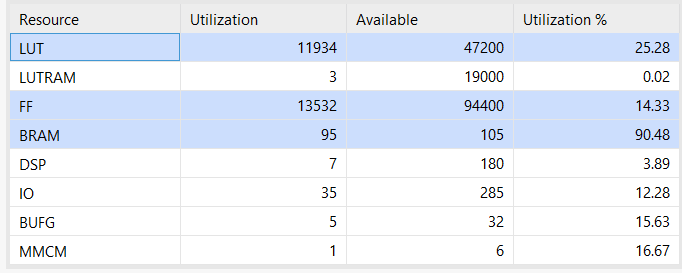 Resource Utilization Available Utilization %
LUT 11934 47200 25.28
LUTRAM 3 19000 0.02
FF 13532 94400 14.33
BRAM 95 105 90.48
DSP 7 180 3.89
IO 35 285 12.28
BUFG 5 32 15.63
MMCM 1 6 16.67